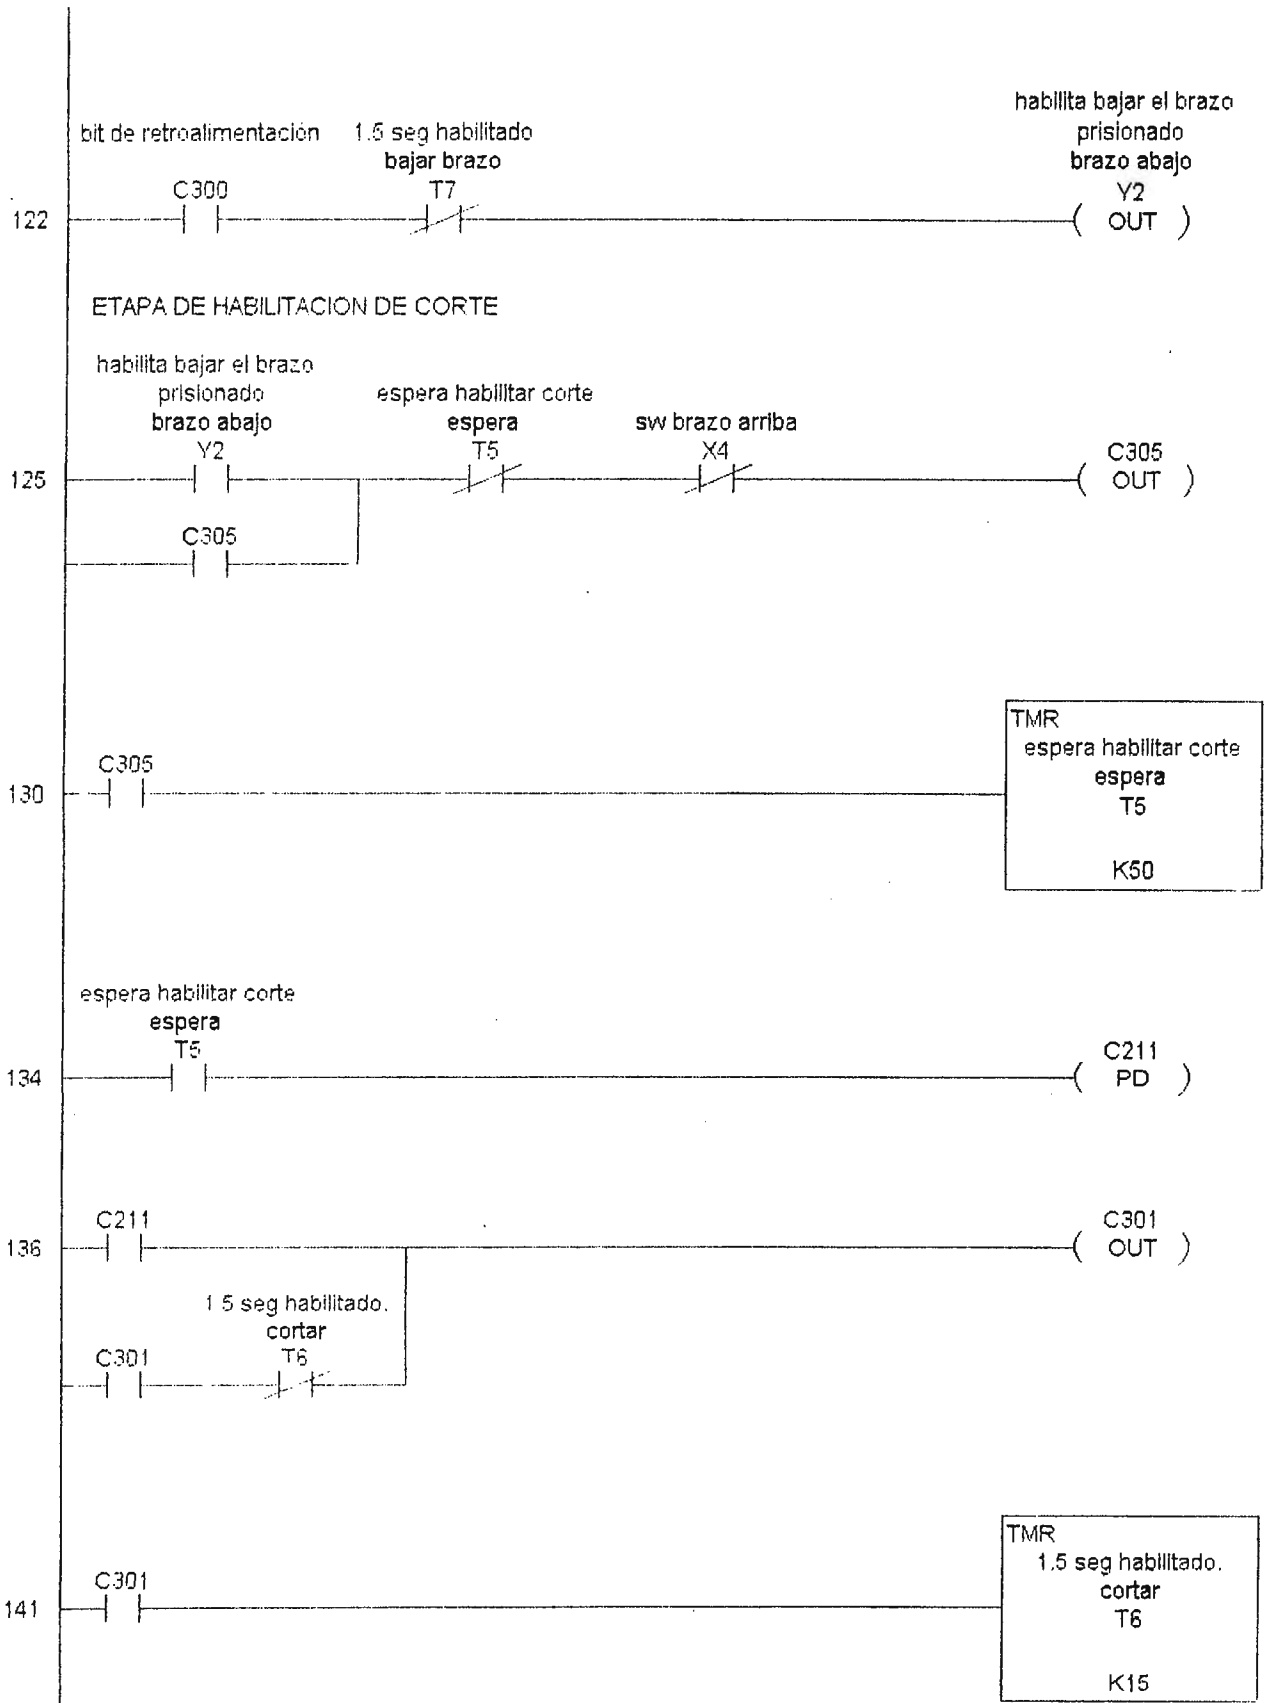 habilita bajar el brazo
bit de retroalimentación 1.5 seg habilitado prisionado
bajar brazo brazo abajo
C300 T7 Y2
122 OUT
ETAPA DE HABILITACION DE CORTE
habilita bajar el brazo
prisionado espera habilitar corte
brazo abajo espera sw brazo arriba
Y2 T5 X4 C305
125 OUT
C305
TMR
espera habilitar corte
C305 espera
130 T5
K50
espera habilitar corte
espera
T5 C211
134 PD
C211 C301
136 OUT
1 5 seg habilitado.
cortar
C301 T6
TMR
1.5 seg habilitado.
C301 cortar
141 T6
K15